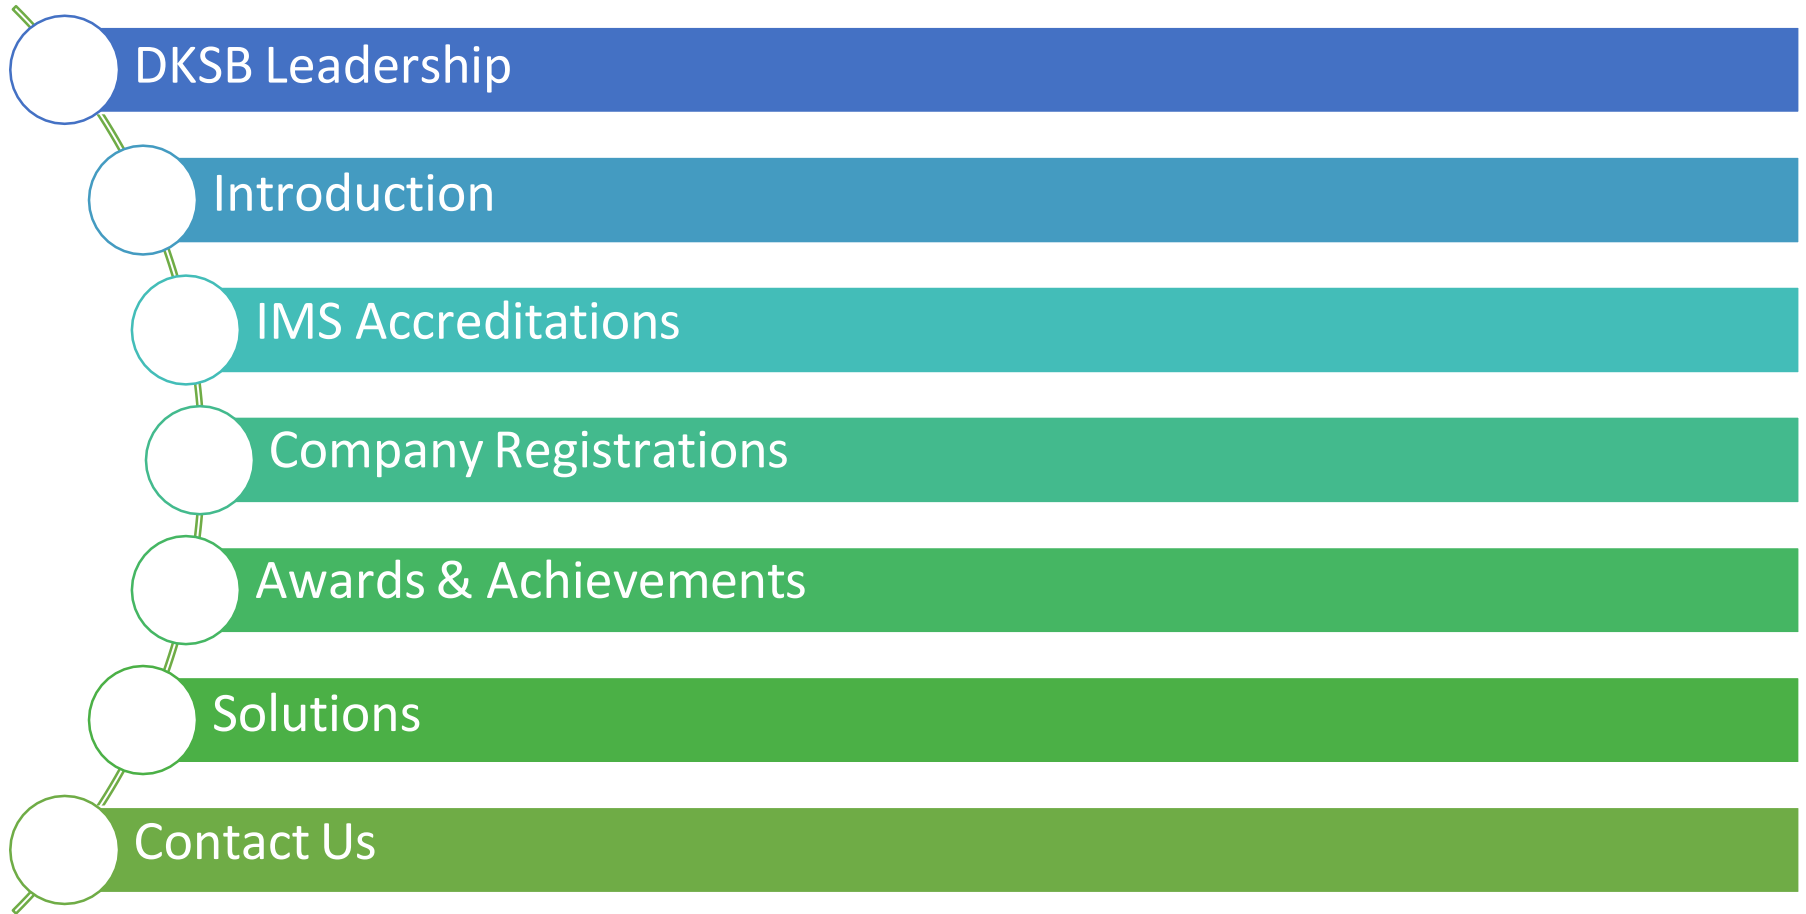 DKSB Leadership
Introduction
IMS Accreditations
Company Registrations
Awards & Achievements
Solutions
Contact Us